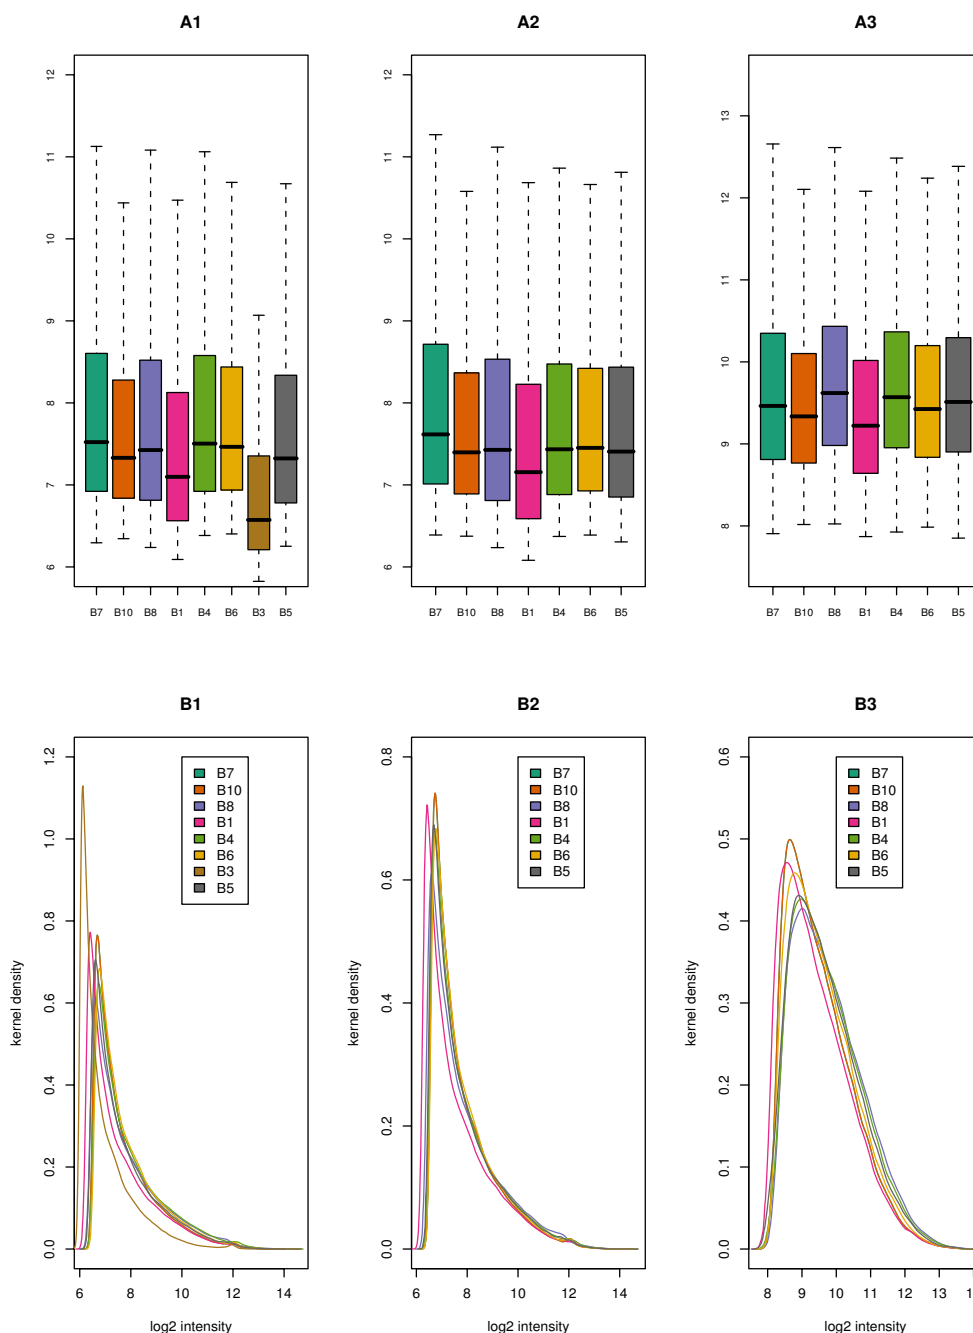 A1 A2 A3
12 12 13
11 11 12
10 10 11
9 9 10
8 8 9
7 7 8
6 6
B7 B10 B8 B1 B4 B6 B3 B5
B7 B10 B8 B1 B4 B6 B5
B7 B10 B8 B1 B4 B6 B5
B1
kernel density
0.0 0.2 0.4 0.6 0.8 1.0 1.2
B7
B10
B8
B1
B4
B6
B3
B5
6 8 10 12 14
log2 intensity
B2
kernel density
0.0 0.2 0.4 0.6 0.8
B7
B10
B8
B1
B4
B6
B5
6 8 10 12 14
log2 intensity
B3
kernel density
0.0 0.1 0.2 0.3 0.4 0.5 0.6
B7
B10
B8
B1
B4
B6
B5
8 9 10 11 12 13
log2 intensity